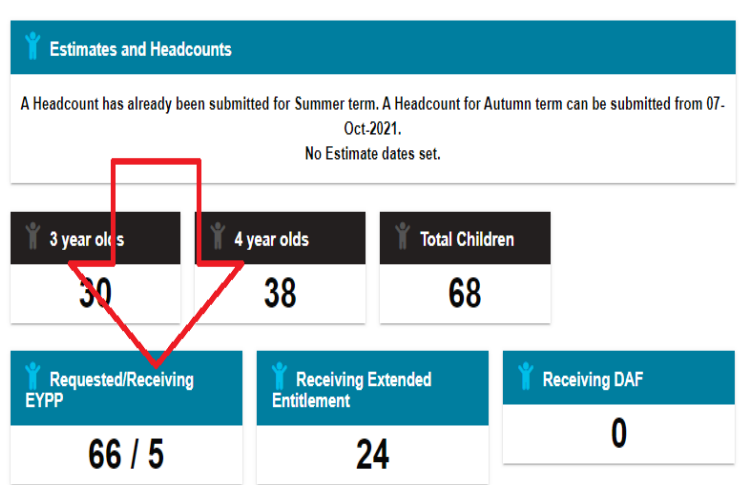 Estimates and Headcounts
A Headcount has already been submitted for Summer term. A Headcount for Autumn term can be submitted from 07-
Oct-2021.
No Estimate dates set.
3 year olds
4 year olds
Total Children
30
38
68
Requested/Receiving
EYPP
Receiving Extended
Entitlement
Receiving DAF
66 / 5
24
0